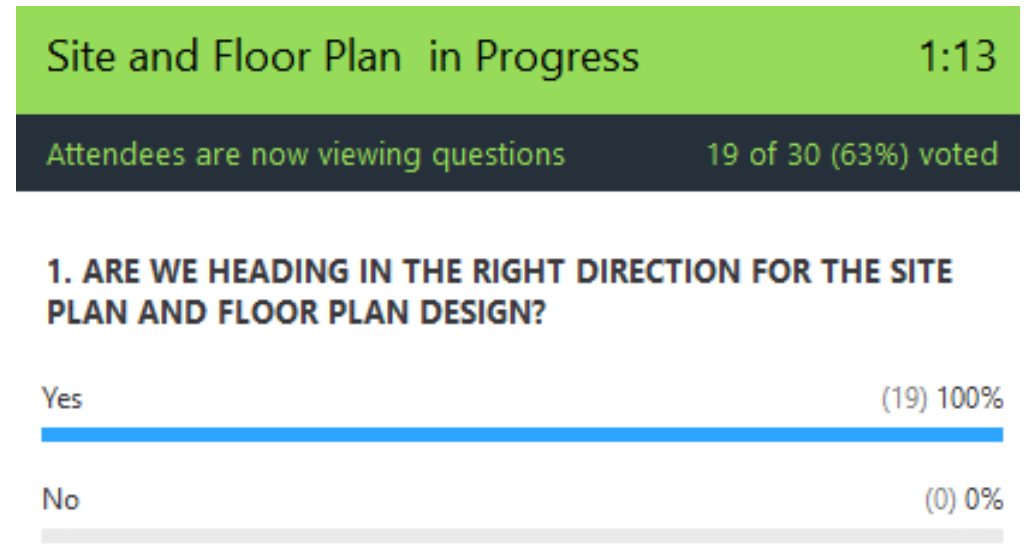 Site and Floor Plan  in Progress 1:13
Attendees are now viewing questions 19 of 30 (63%) voted
1. ARE WE HEADING IN THE RIGHT DIRECTION FOR THE SITE
PLAN AND FLOOR PLAN DESIGN?
Yes (19) 100%
No (0) 0%